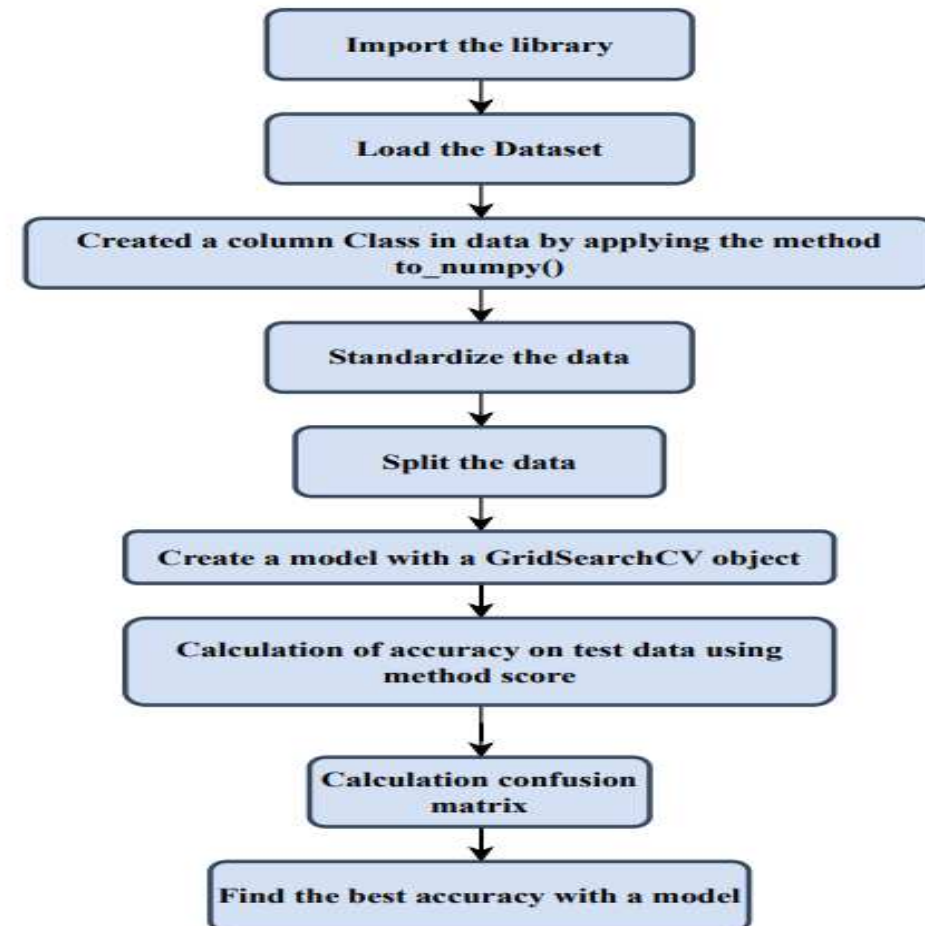 Import the library
Load the Dataset
Created a column Class in data by applying the method
to_numpy()
Standardize the data
Split the data
Create a model with a GridSearchCV object
Calculation of accuracy on test data using
method score
Calculation confusion
matrix
Find the best accuracy with a model